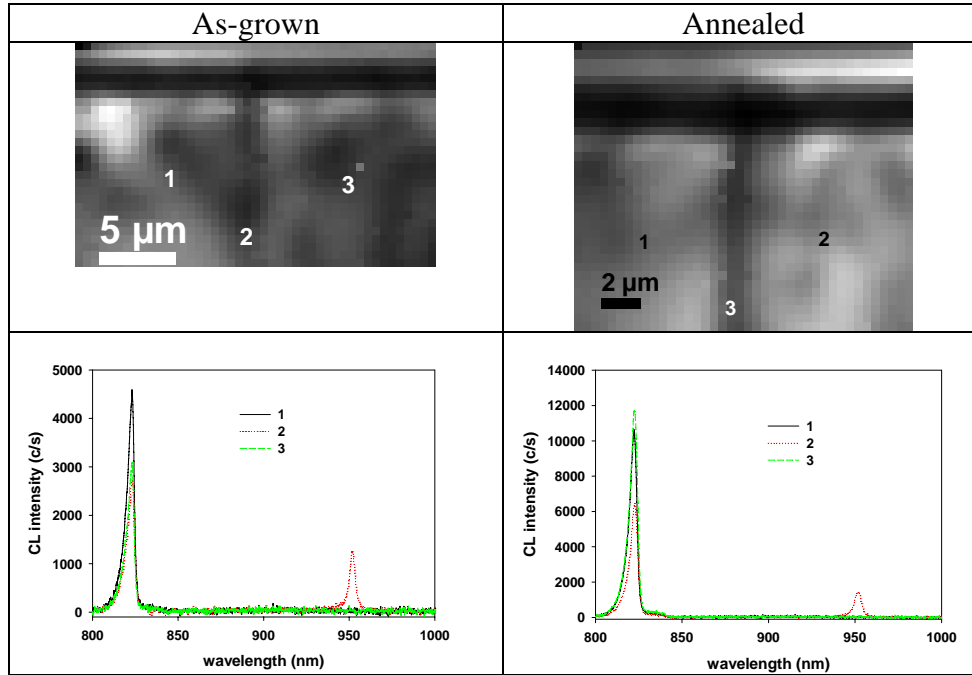 As-grown
Annealed
1
2
3
5 µm
1
2
3
2 µm
CL intensity (c/s)
5000
4000
3000
2000
1000
0
1
2
3
800 850 900 950 1000
wavelength (nm)
CL intensity (c/s)
14000
12000
10000
8000
6000
4000
2000
0
1
2
3
800 850 900 950 1000
wavelength (nm)